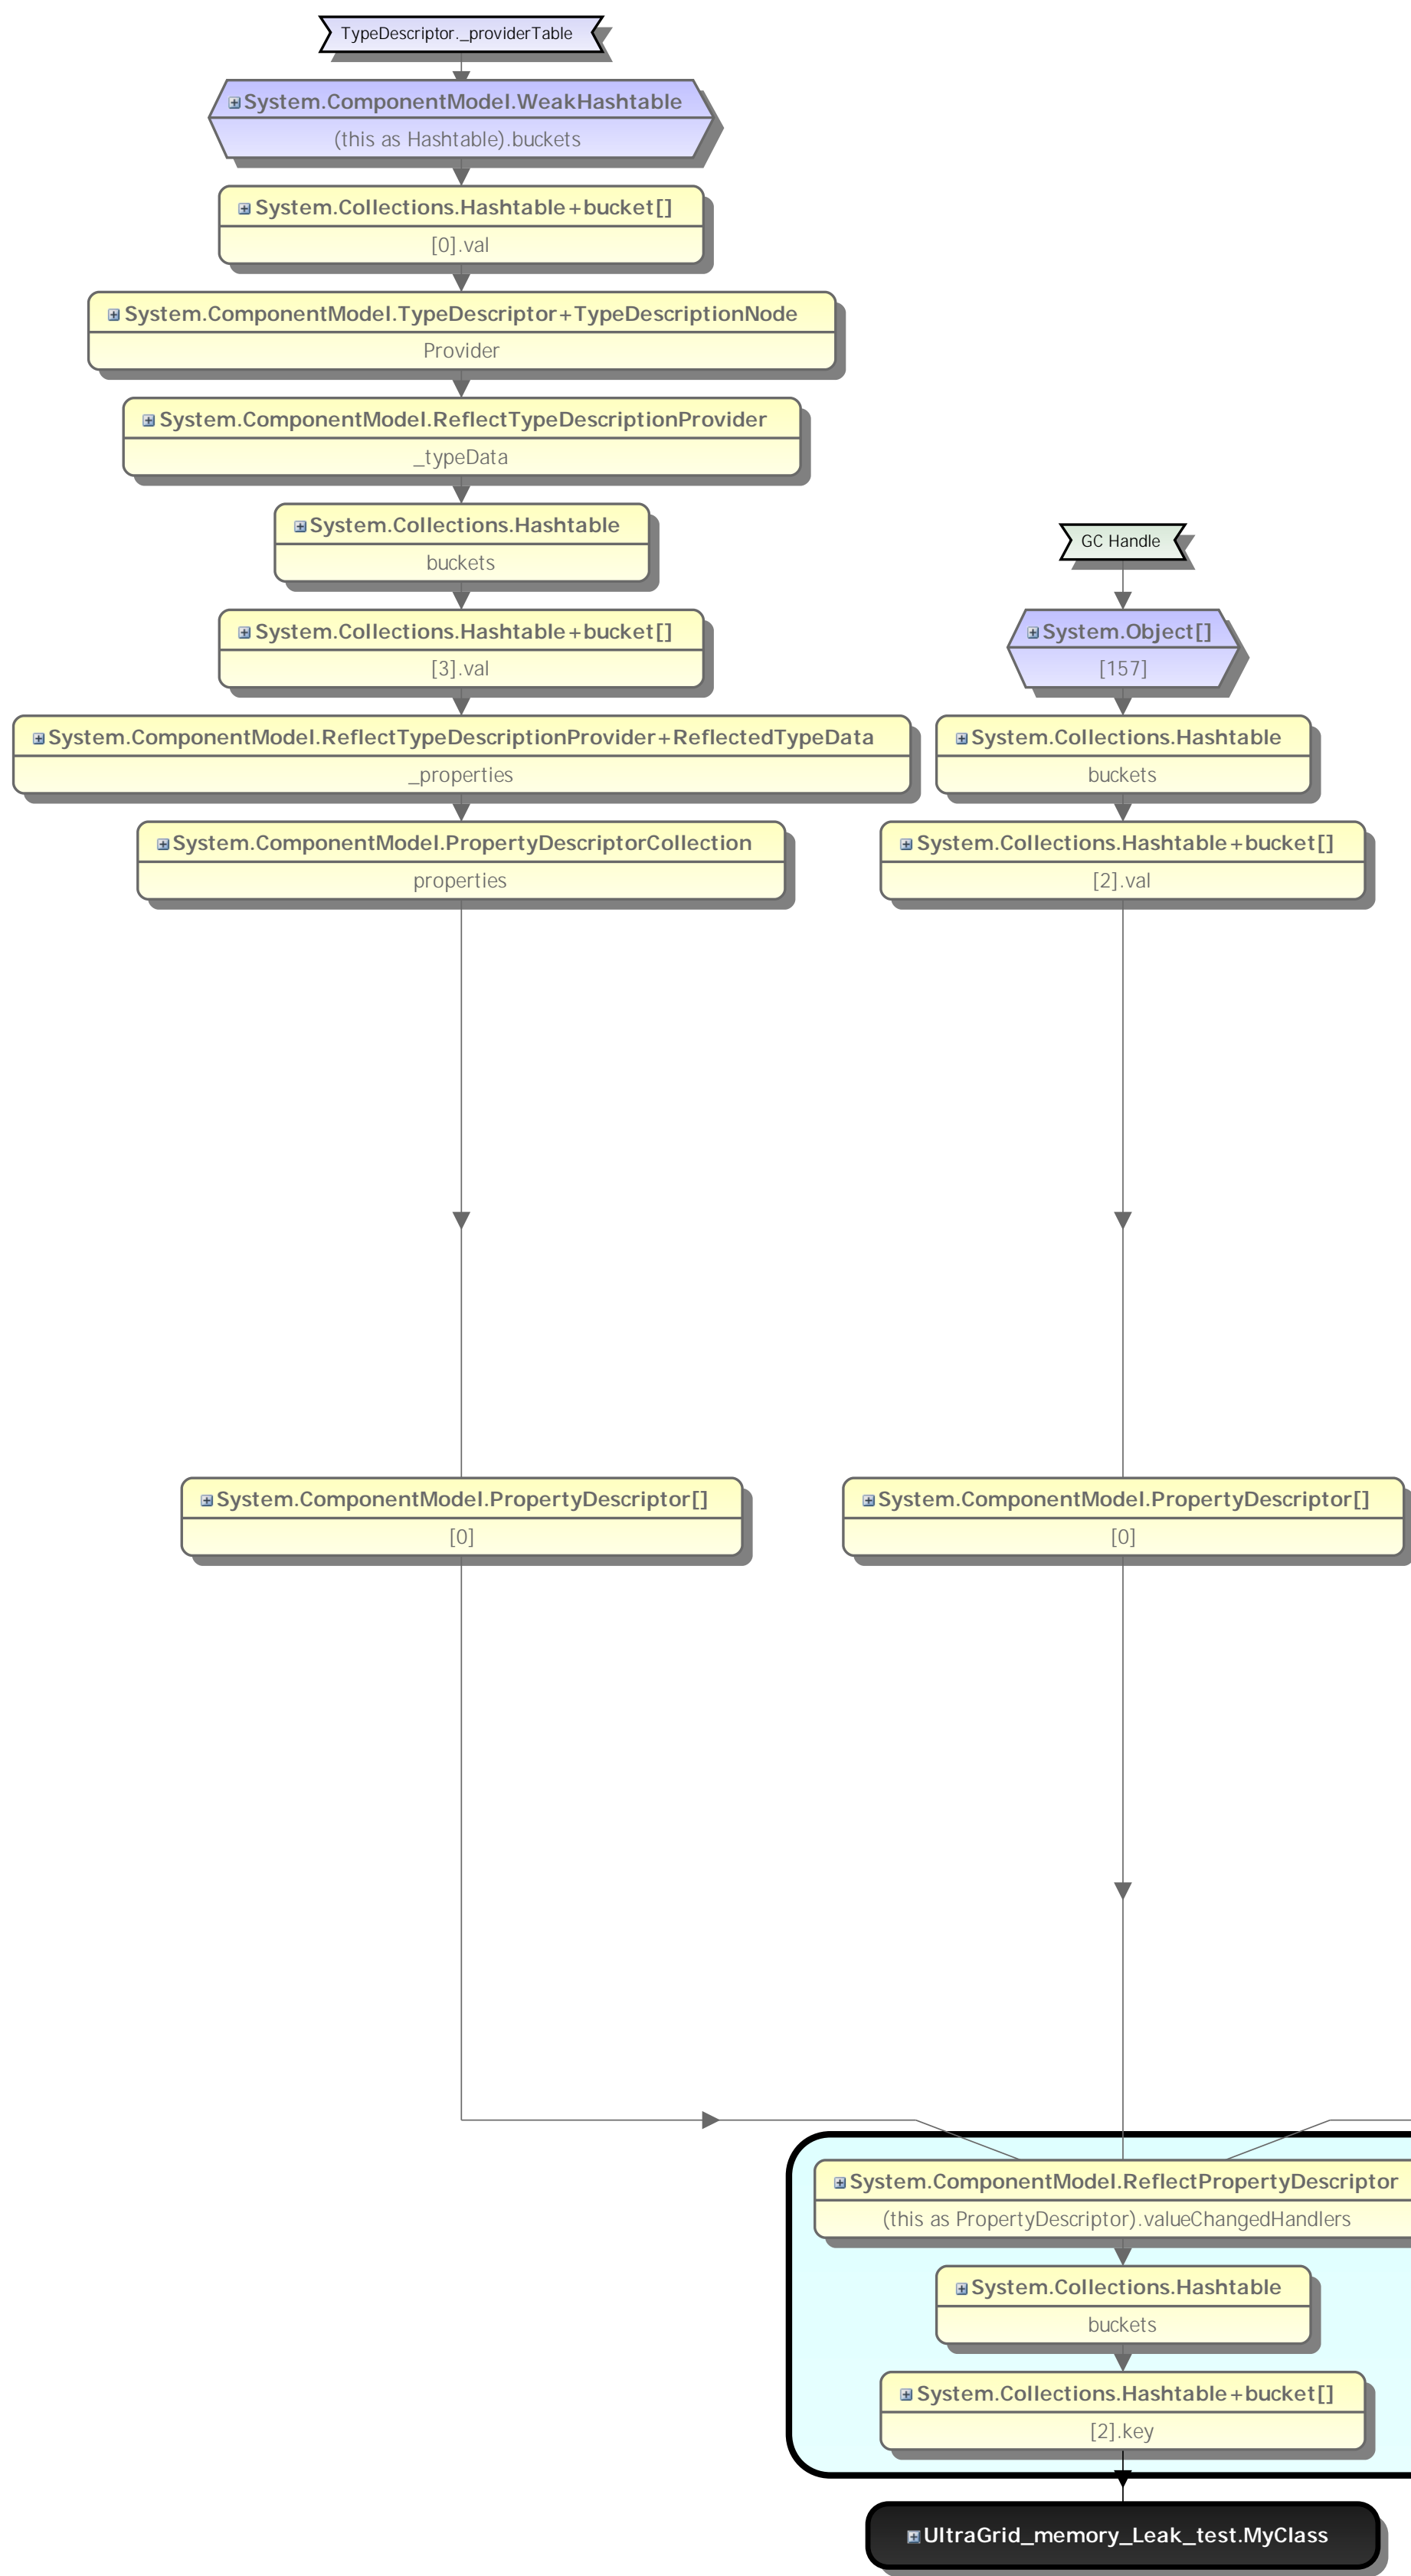 TypeDescriptor._providerTable
System.ComponentModel.WeakHashtable
(this as Hashtable).buckets
System.Collections.Hashtable+bucket[]
[0].val
System.ComponentModel.TypeDescriptor+TypeDescriptionNode
Provider
System.ComponentModel.ReflectTypeDescriptionProvider
_typeData
System.Collections.Hashtable
buckets
System.Collections.Hashtable+bucket[]
[3].val
System.ComponentModel.ReflectTypeDescriptionProvider+ReflectedTypeData
_properties
System.ComponentModel.PropertyDescriptorCollection
properties
System.ComponentModel.PropertyDescriptor[]
[0]
GC Handle
System.Object[]
[157]
System.Collections.Hashtable
buckets
System.Collections.Hashtable+bucket[]
[2].val
System.ComponentModel.PropertyDescriptor[]
[0]
System.ComponentModel.ReflectPropertyDescriptor
(this as PropertyDescriptor).valueChangedHandlers
System.Collections.Hashtable
buckets
System.Collections.Hashtable+bucket[]
[2].key
UltraGrid_memory_Leak_test.MyClass